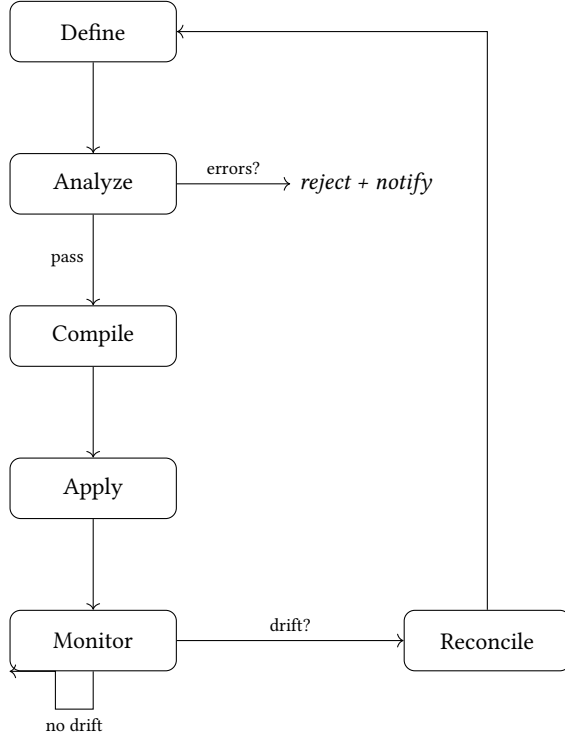 Define
Analyze
errors?
reject + notify
pass
Compile
Apply
Monitor
drift?
Reconcile
no drift